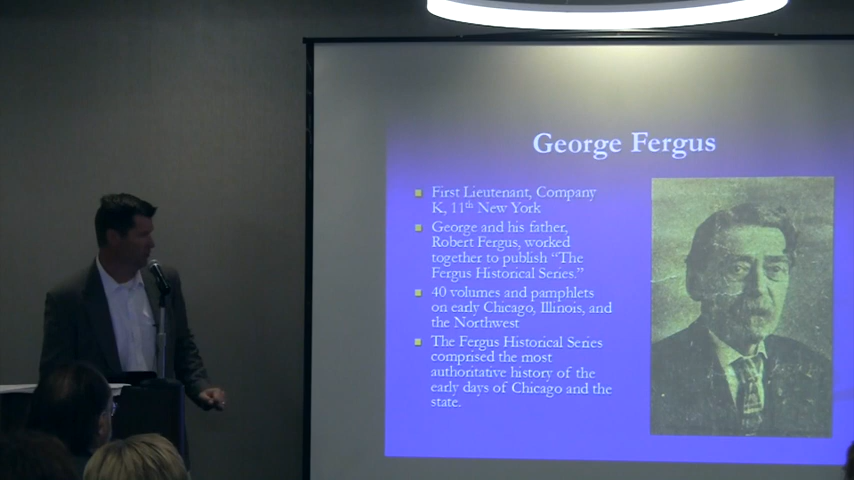 George Fergus
First Lieutenant, Company
K, 11th New York
George and his father,
Robert Fergus, worked
together to publish “The
Fergus Historical Series.”
40 volumes and pamphlets
on early Chicago, Illinois, and
the Northwest
The Fergus Historical Series
comprised the most
authoritative history of the
early days of Chicago and the
state.